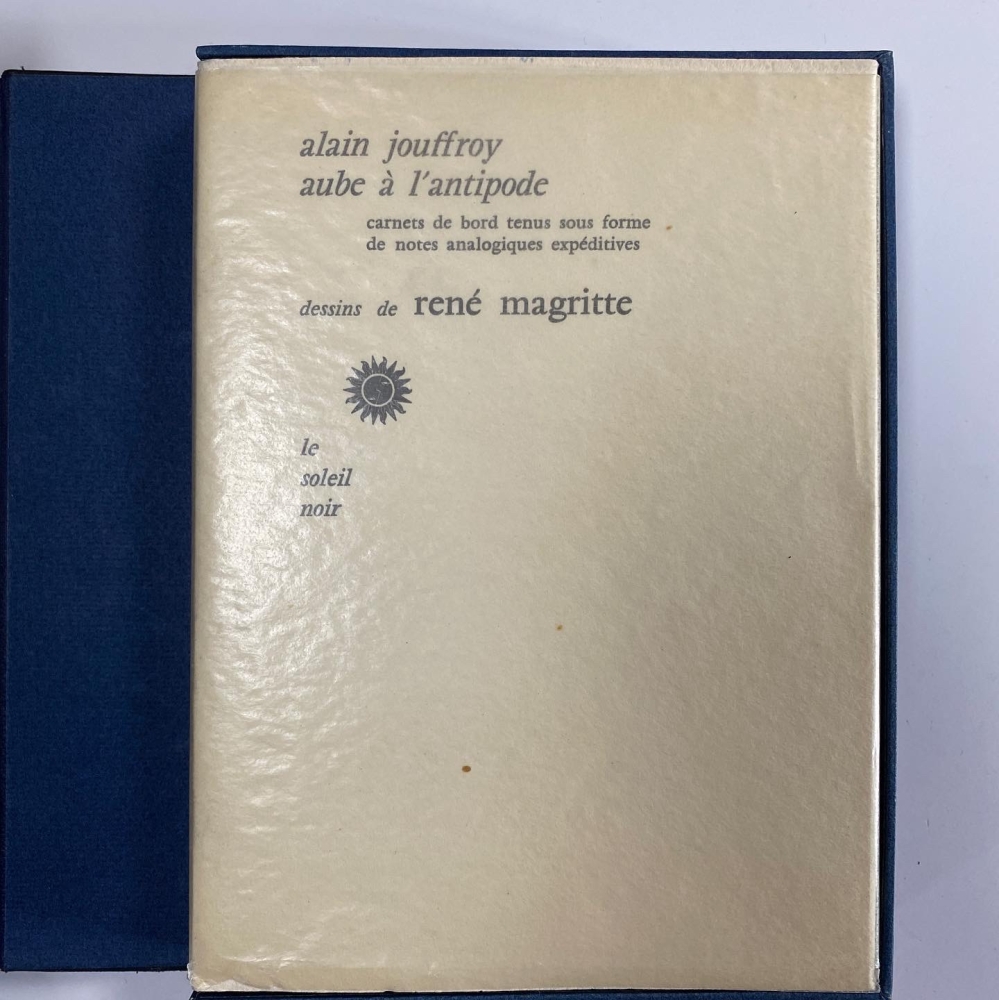 alain jouffroy
aube à l'antipode
carnets de bord tenus sous forme
de notes analogiques expéditives
dessins de rené magritte
le
soleil
noir